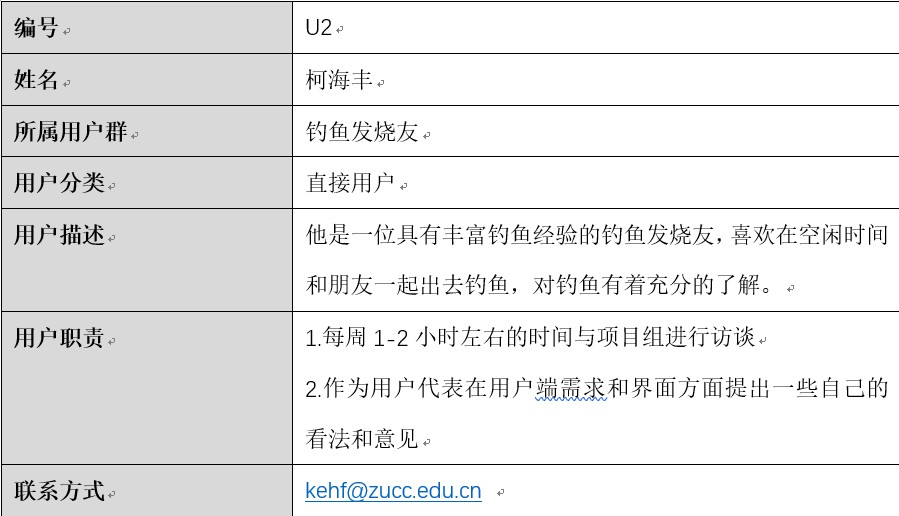 编号 U2
姓名 柯海丰
所属用户群 钓鱼发烧友
用户分类 直接用户
用户描述 他是一位具有丰富钓鱼经验的钓鱼发烧友，喜欢在空闲时间
和朋友一起出去钓鱼，对钓鱼有着充分的了解。
用户职责 1.每周 1-2 小时左右的时间与项目组进行访谈
2.作为用户代表在用户端需求和界面方面提出一些自己的
看法和意见
联系方式 kehf@zucc.edu.cn